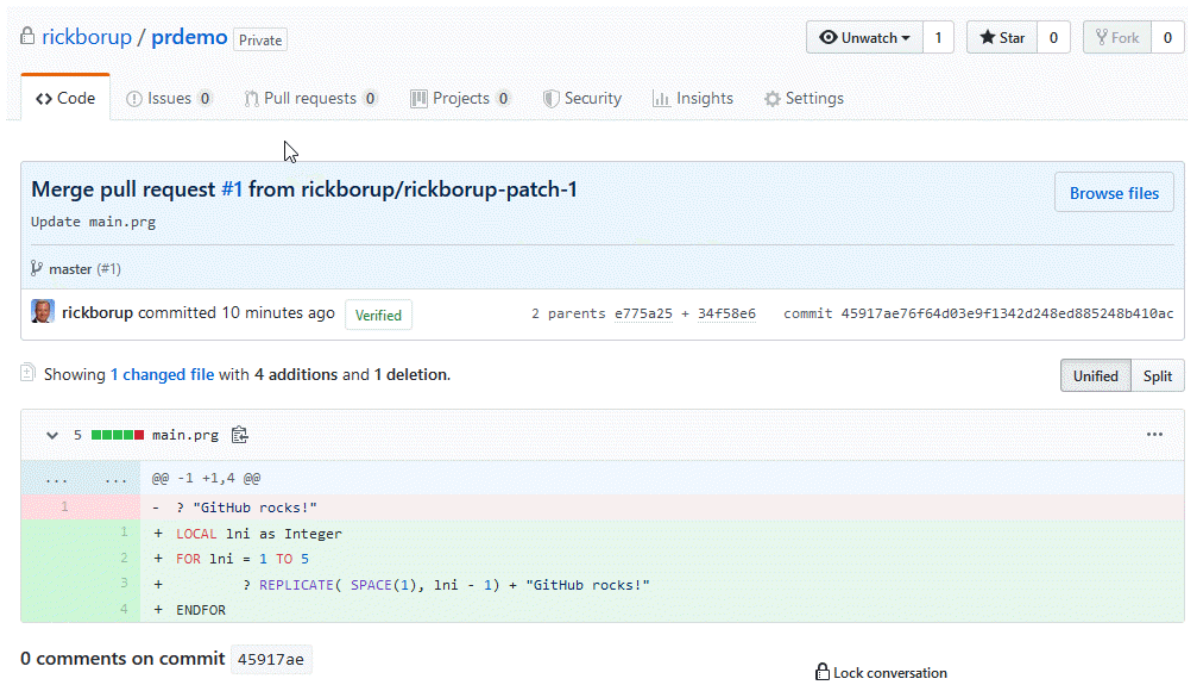 rickborup / prdemo Private Unwatch 1 Star 0 Fork 0
Code Issues 0 Pull requests 0 Projects 0 Security Insights Settings
Merge pull request #1 from rickborup/rickborup-patch-1 Browse files
Update main.prg
master (#1)
rickborup committed 10 minutes ago Verified 2 parents e775a25 + 34f58e6 commit 45917ae76f64d03e9f1342d248ed885248b410ac
Showing 1 changed file with 4 additions and 1 deletion. Unified Split
5 main.prg ...
... ... @@ -1 +1,4 @@
1 - ? "GitHub rocks!"
1 + LOCAL lni as Integer
2 + FOR lni = 1 TO 5
3 + ? REPLICATE( SPACE(1), lni - 1) + "GitHub rocks!"
4 + ENDFOR
0 comments on commit 45917ae Lock conversation